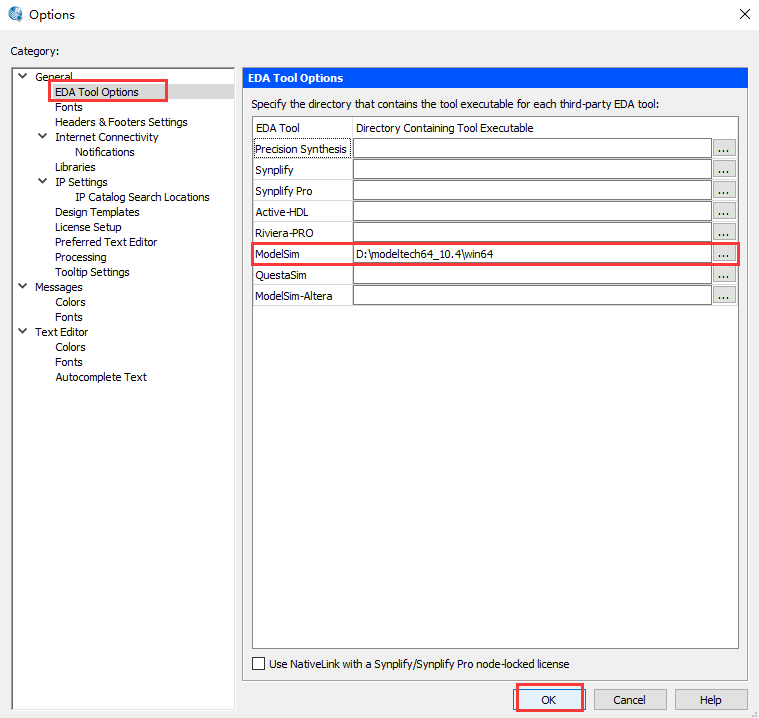 Options
Category:
General
EDA Tool Options
Fonts
Headers & Footers Settings
Internet Connectivity
Notifications
Libraries
IP Settings
IP Catalog Search Locations
Design Templates
License Setup
Preferred Text Editor
Processing
Tooltip Settings
Messages
Colors
Fonts
Text Editor
Colors
Fonts
Autocomplete Text
EDA Tool Options
Specify the directory that contains the tool executable for each third-party EDA tool:
EDA Tool Directory Containing Tool Executable
Precision Synthesis ...
Synplify ...
Synplify Pro ...
Active-HDL ...
Riviera-PRO ...
ModelSim D:\modeltech64_10.4\win64 ...
QuestaSim ...
ModelSim-Altera ...
Use NativeLink with a Synplify/Synplify Pro node-locked license
OK Cancel Help